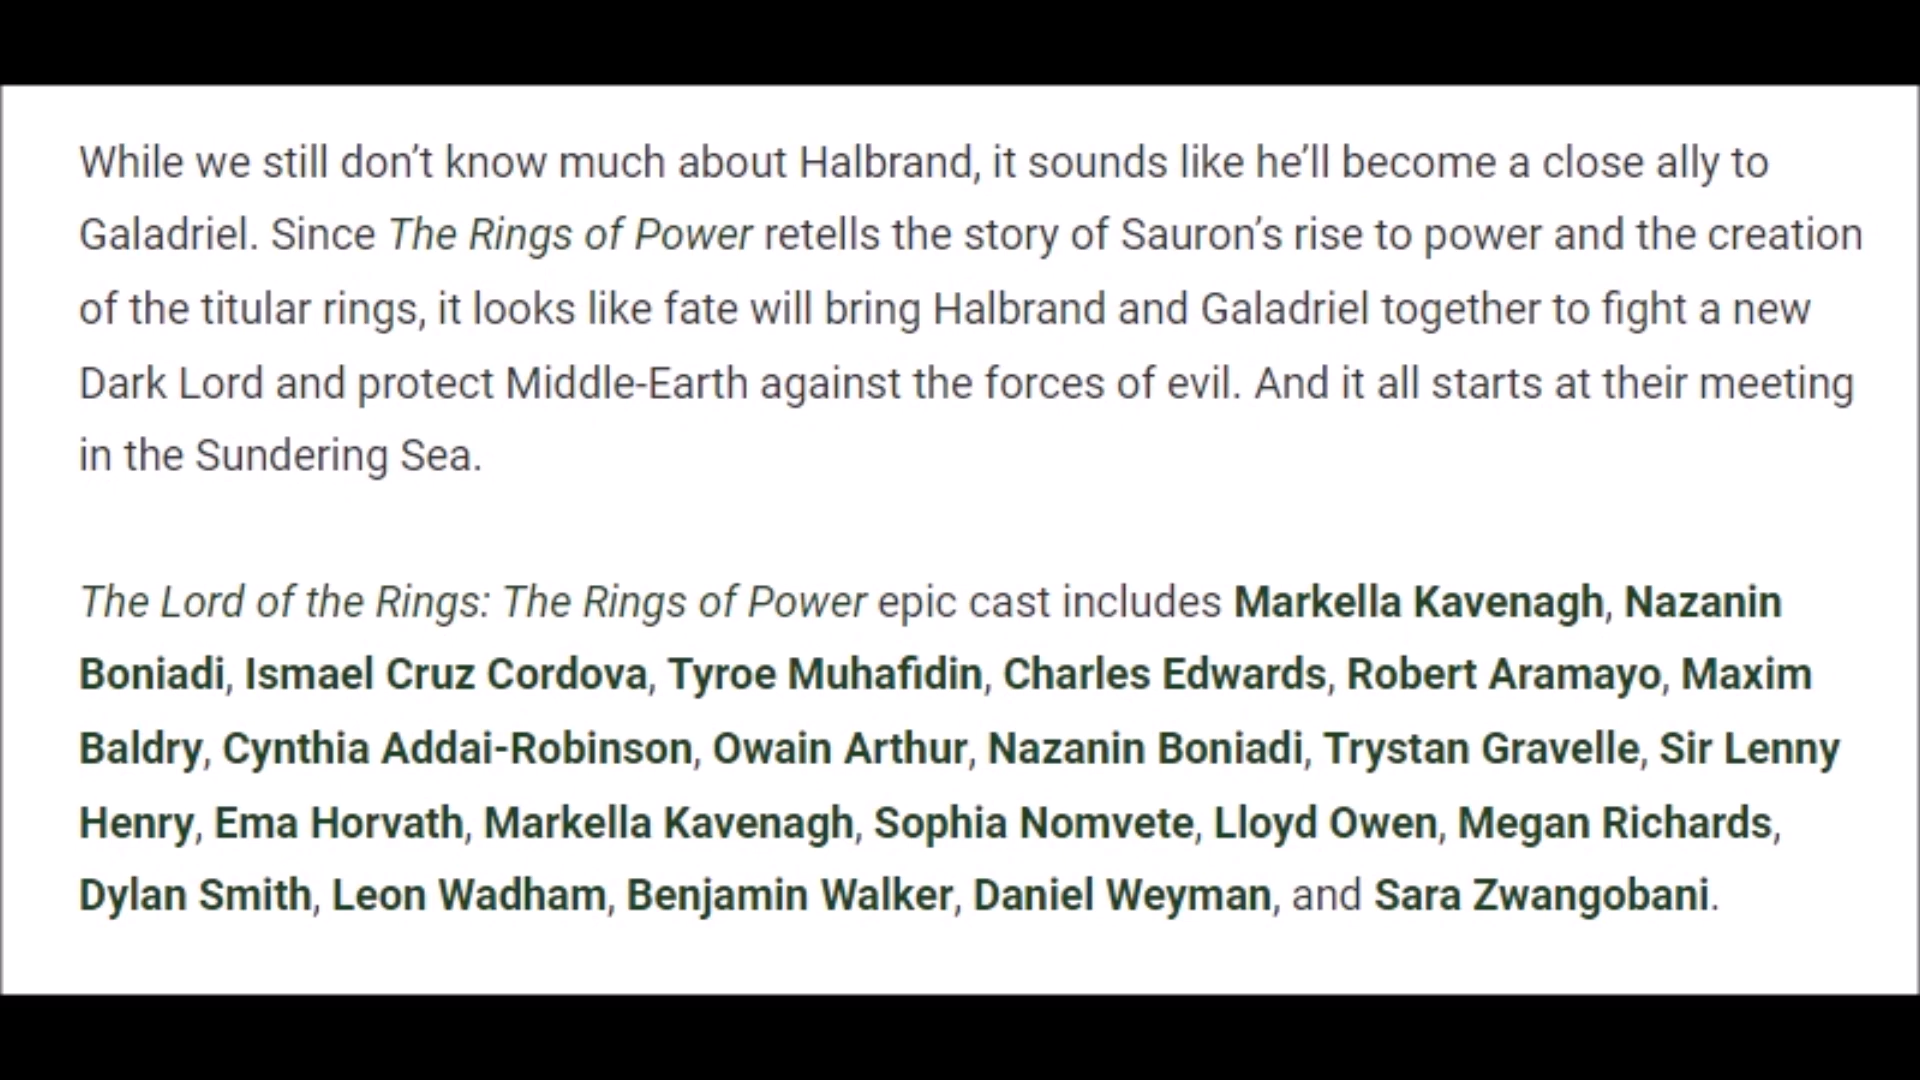 While we still don’t know much about Halbrand, it sounds like he’ll become a close ally to
Galadriel. Since The Rings of Power retells the story of Sauron’s rise to power and the creation
of the titular rings, it looks like fate will bring Halbrand and Galadriel together to fight a new
Dark Lord and protect Middle-Earth against the forces of evil. And it all starts at their meeting
in the Sundering Sea.
The Lord of the Rings: The Rings of Power epic cast includes Markella Kavenagh, Nazanin
Boniadi, Ismael Cruz Cordova, Tyroe Muhafidin, Charles Edwards, Robert Aramayo, Maxim
Baldry, Cynthia Addai-Robinson, Owain Arthur, Nazanin Boniadi, Trystan Gravelle, Sir Lenny
Henry, Ema Horvath, Markella Kavenagh, Sophia Nomvete, Lloyd Owen, Megan Richards,
Dylan Smith, Leon Wadham, Benjamin Walker, Daniel Weyman, and Sara Zwangobani.